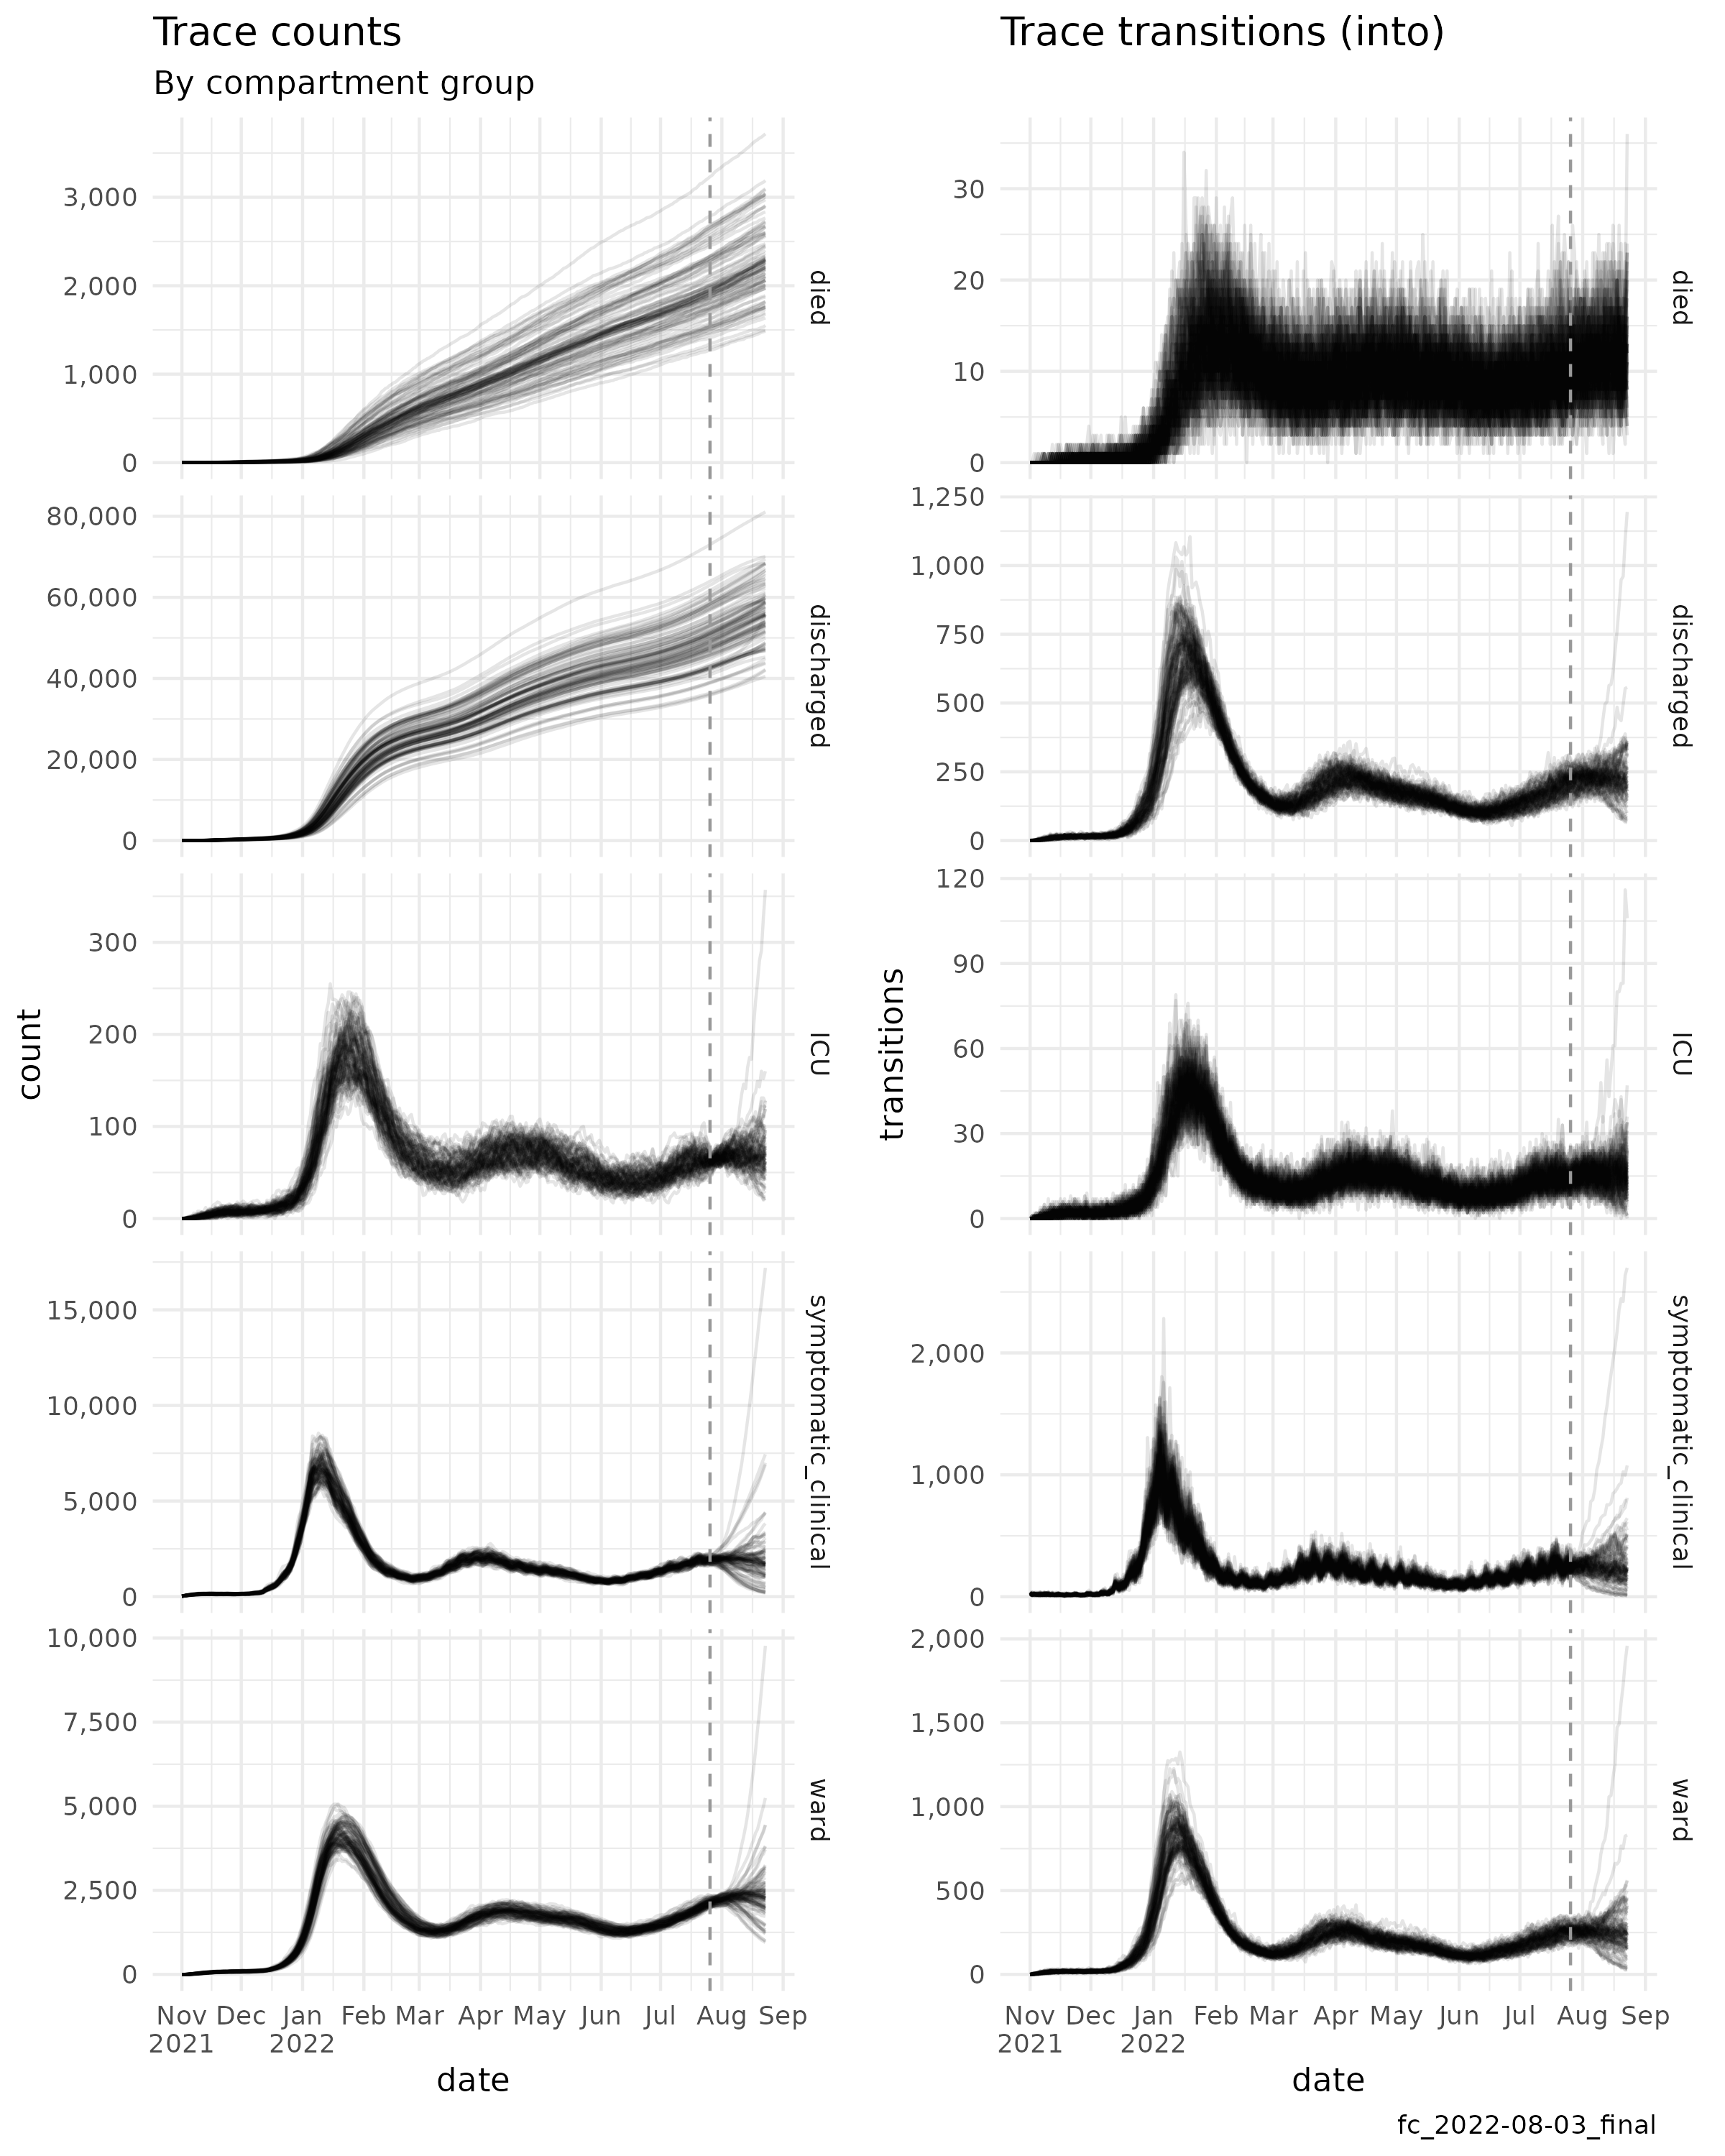 Trace counts
By compartment group
count
3,000
2,000
1,000
0
died
80,000
60,000
40,000
20,000
0
discharged
300
200
100
0
ICU
15,000
10,000
5,000
0
symptomatic_clinical
10,000
7,500
5,000
2,500
0
ward
Nov Dec Jan Feb Mar Apr May Jun Jul Aug Sep
2021 2022
date
Trace transitions (into)
transitions
30
20
10
0
died
1,250
1,000
750
500
250
0
discharged
120
90
60
30
0
ICU
2,000
1,000
0
symptomatic_clinical
2,000
1,500
1,000
500
0
ward
Nov Dec Jan Feb Mar Apr May Jun Jul Aug Sep
2021 2022
date
fc_2022-08-03_final